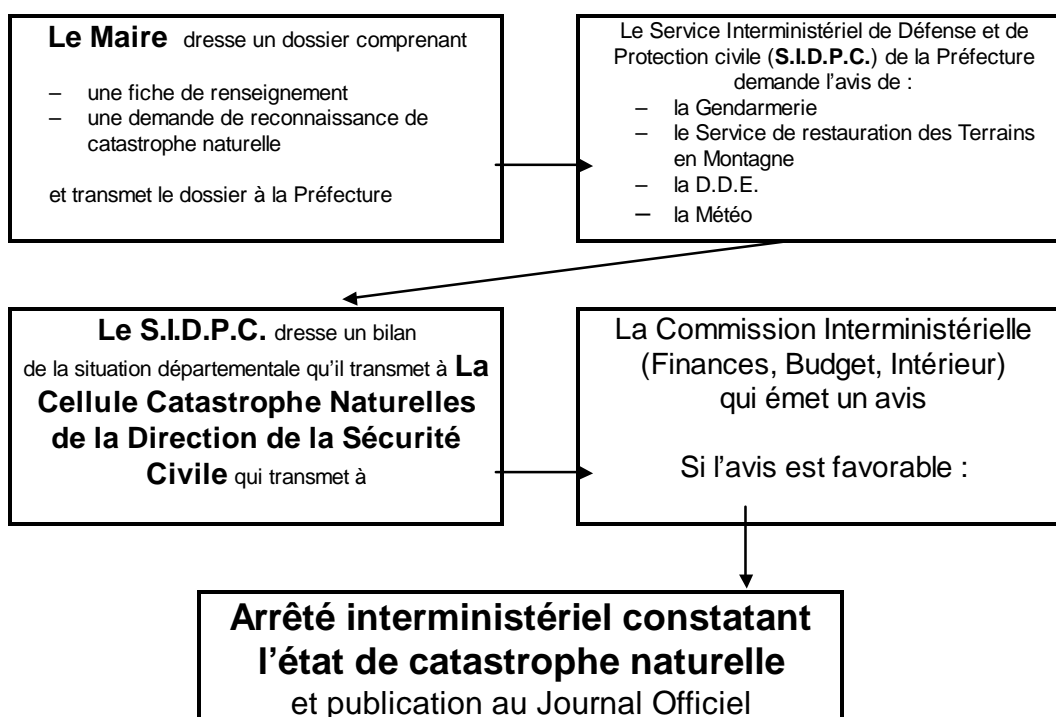 Le Maire dresse un dossier comprenant
– une fiche de renseignement
– une demande de reconnaissance de
catastrophe naturelle
et transmet le dossier à la Préfecture
Le Service Interministériel de Défense et de
Protection civile (S.I.D.P.C.) de la Préfecture
demande l'avis de :
– la Gendarmerie
– le Service de restauration des Terrains
en Montagne
– la D.D.E.
– la Météo
Le S.I.D.P.C. dresse un bilan
de la situation départementale qu'il transmet à La
Cellule Catastrophe Naturelles
de la Direction de la Sécurité
Civile qui transmet à
La Commission Interministérielle
(Finances, Budget, Intérieur)
qui émet un avis
Si l'avis est favorable :
Arrêté interministériel constatant
l'état de catastrophe naturelle
et publication au Journal Officiel